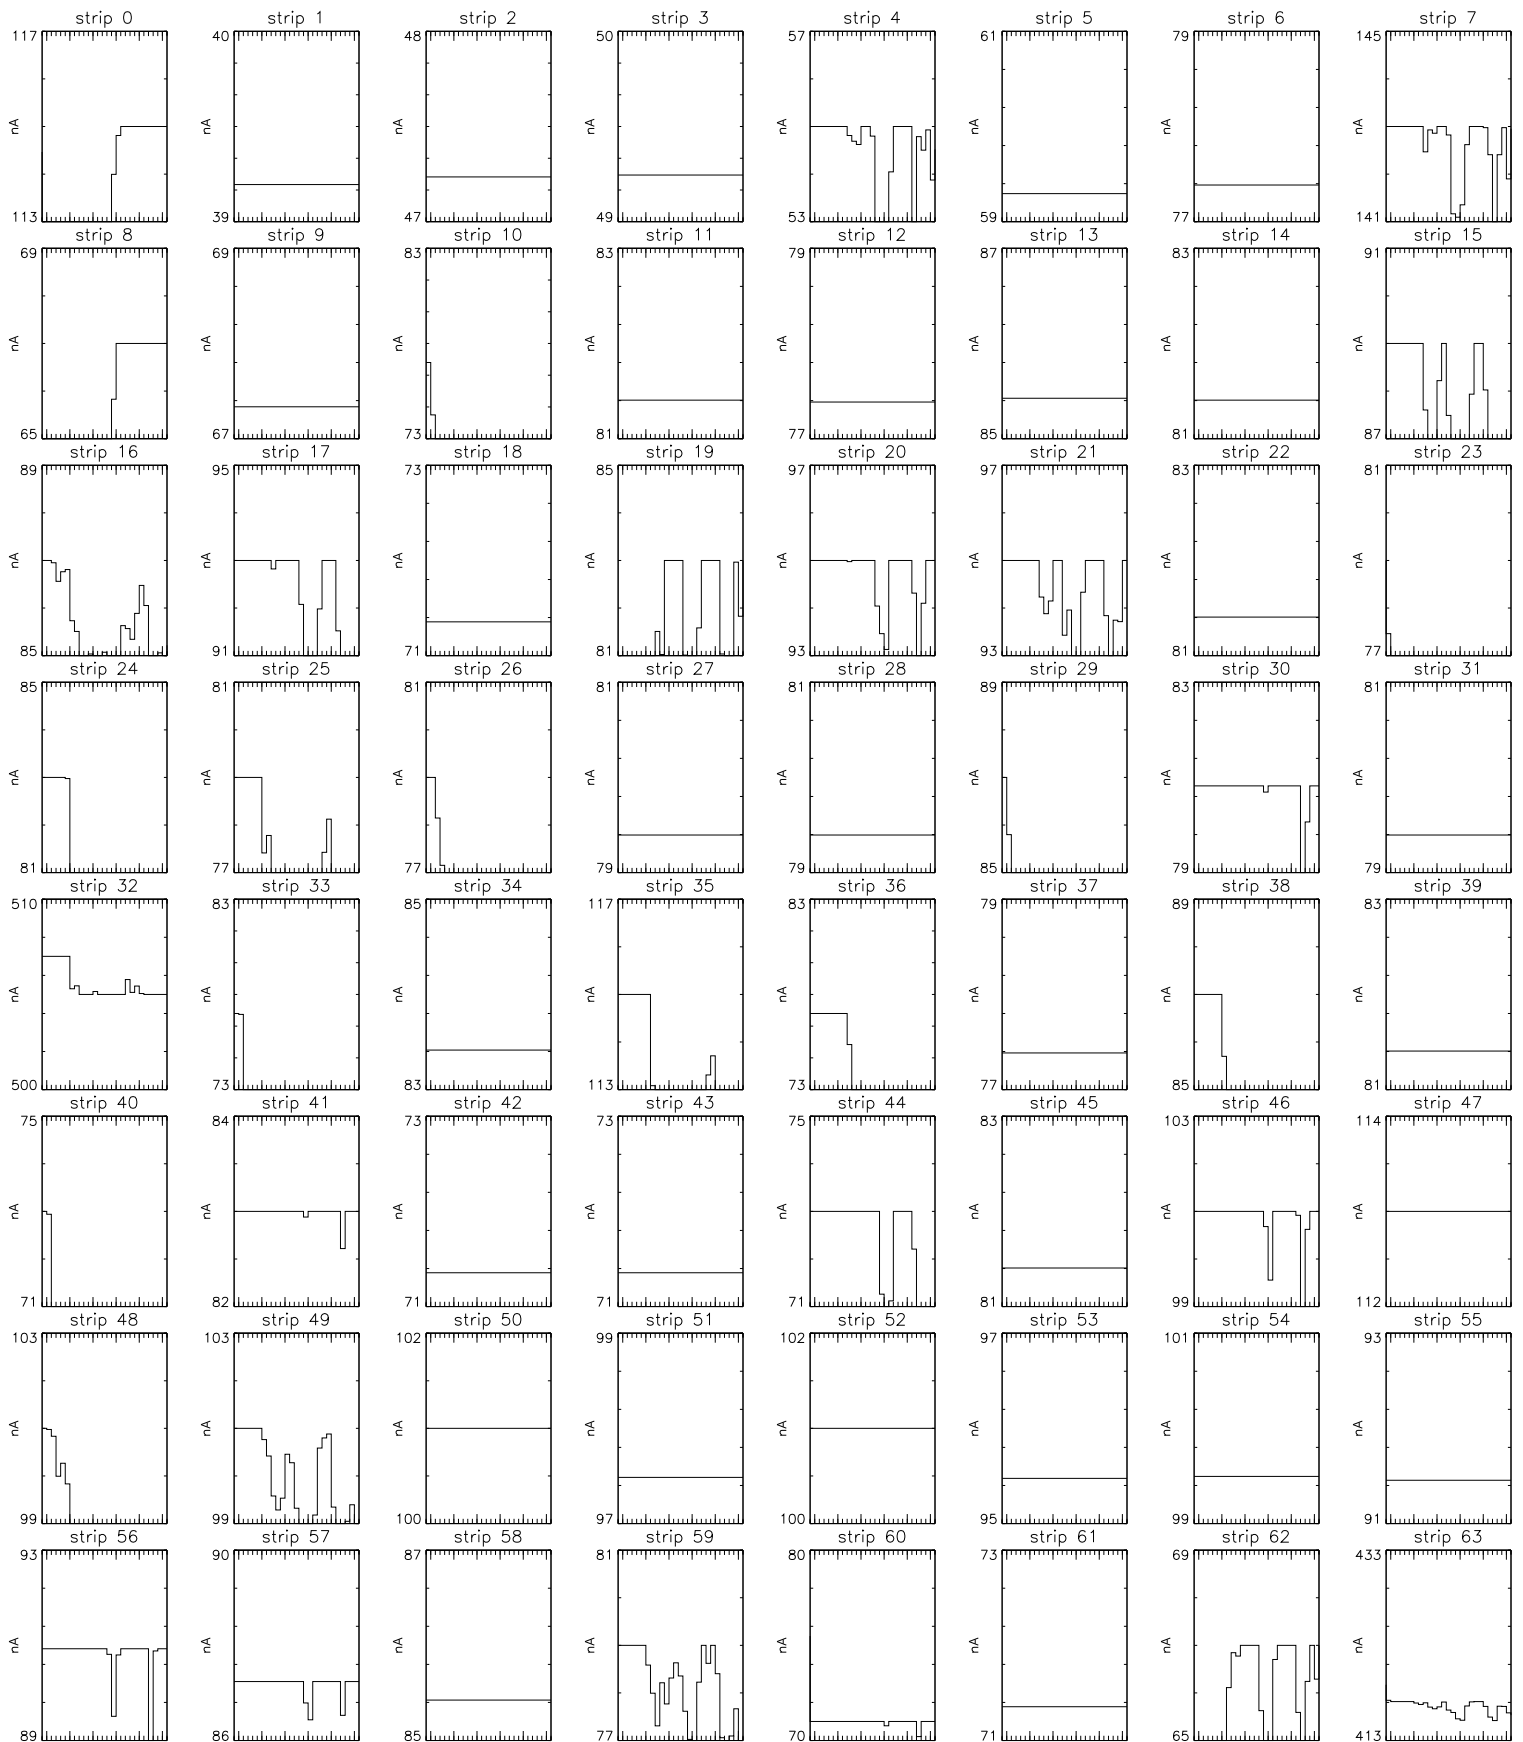 strip 0 strip 1 strip 2 strip 3 strip 4 strip 5 strip 6 strip 7
117 40 48 50 57 61 79 145
nA nA nA nA nA nA nA nA
113 39 47 49 53 59 77 141
strip 8 strip 9 strip 10 strip 11 strip 12 strip 13 strip 14 strip 15
69 69 83 83 79 87 83 91
nA nA nA nA nA nA nA nA
65 67 73 81 77 85 81 87
strip 16 strip 17 strip 18 strip 19 strip 20 strip 21 strip 22 strip 23
89 95 73 85 97 97 83 81
nA nA nA nA nA nA nA nA
85 91 71 81 93 93 81 77
strip 24 strip 25 strip 26 strip 27 strip 28 strip 29 strip 30 strip 31
85 81 81 81 81 89 83 81
nA nA nA nA nA nA nA nA
81 77 77 79 79 85 79 79
strip 32 strip 33 strip 34 strip 35 strip 36 strip 37 strip 38 strip 39
510 83 85 117 83 79 89 83
nA nA nA nA nA nA nA nA
500 73 83 113 73 77 85 81
strip 40 strip 41 strip 42 strip 43 strip 44 strip 45 strip 46 strip 47
75 84 73 73 75 83 103 114
nA nA nA nA nA nA nA nA
71 82 71 71 71 81 99 112
strip 48 strip 49 strip 50 strip 51 strip 52 strip 53 strip 54 strip 55
103 103 102 99 102 97 101 93
nA nA nA nA nA nA nA nA
99 99 100 97 100 95 99 91
strip 56 strip 57 strip 58 strip 59 strip 60 strip 61 strip 62 strip 63
93 90 87 81 80 73 69 433
nA nA nA nA nA nA nA nA
89 86 85 77 70 71 65 413